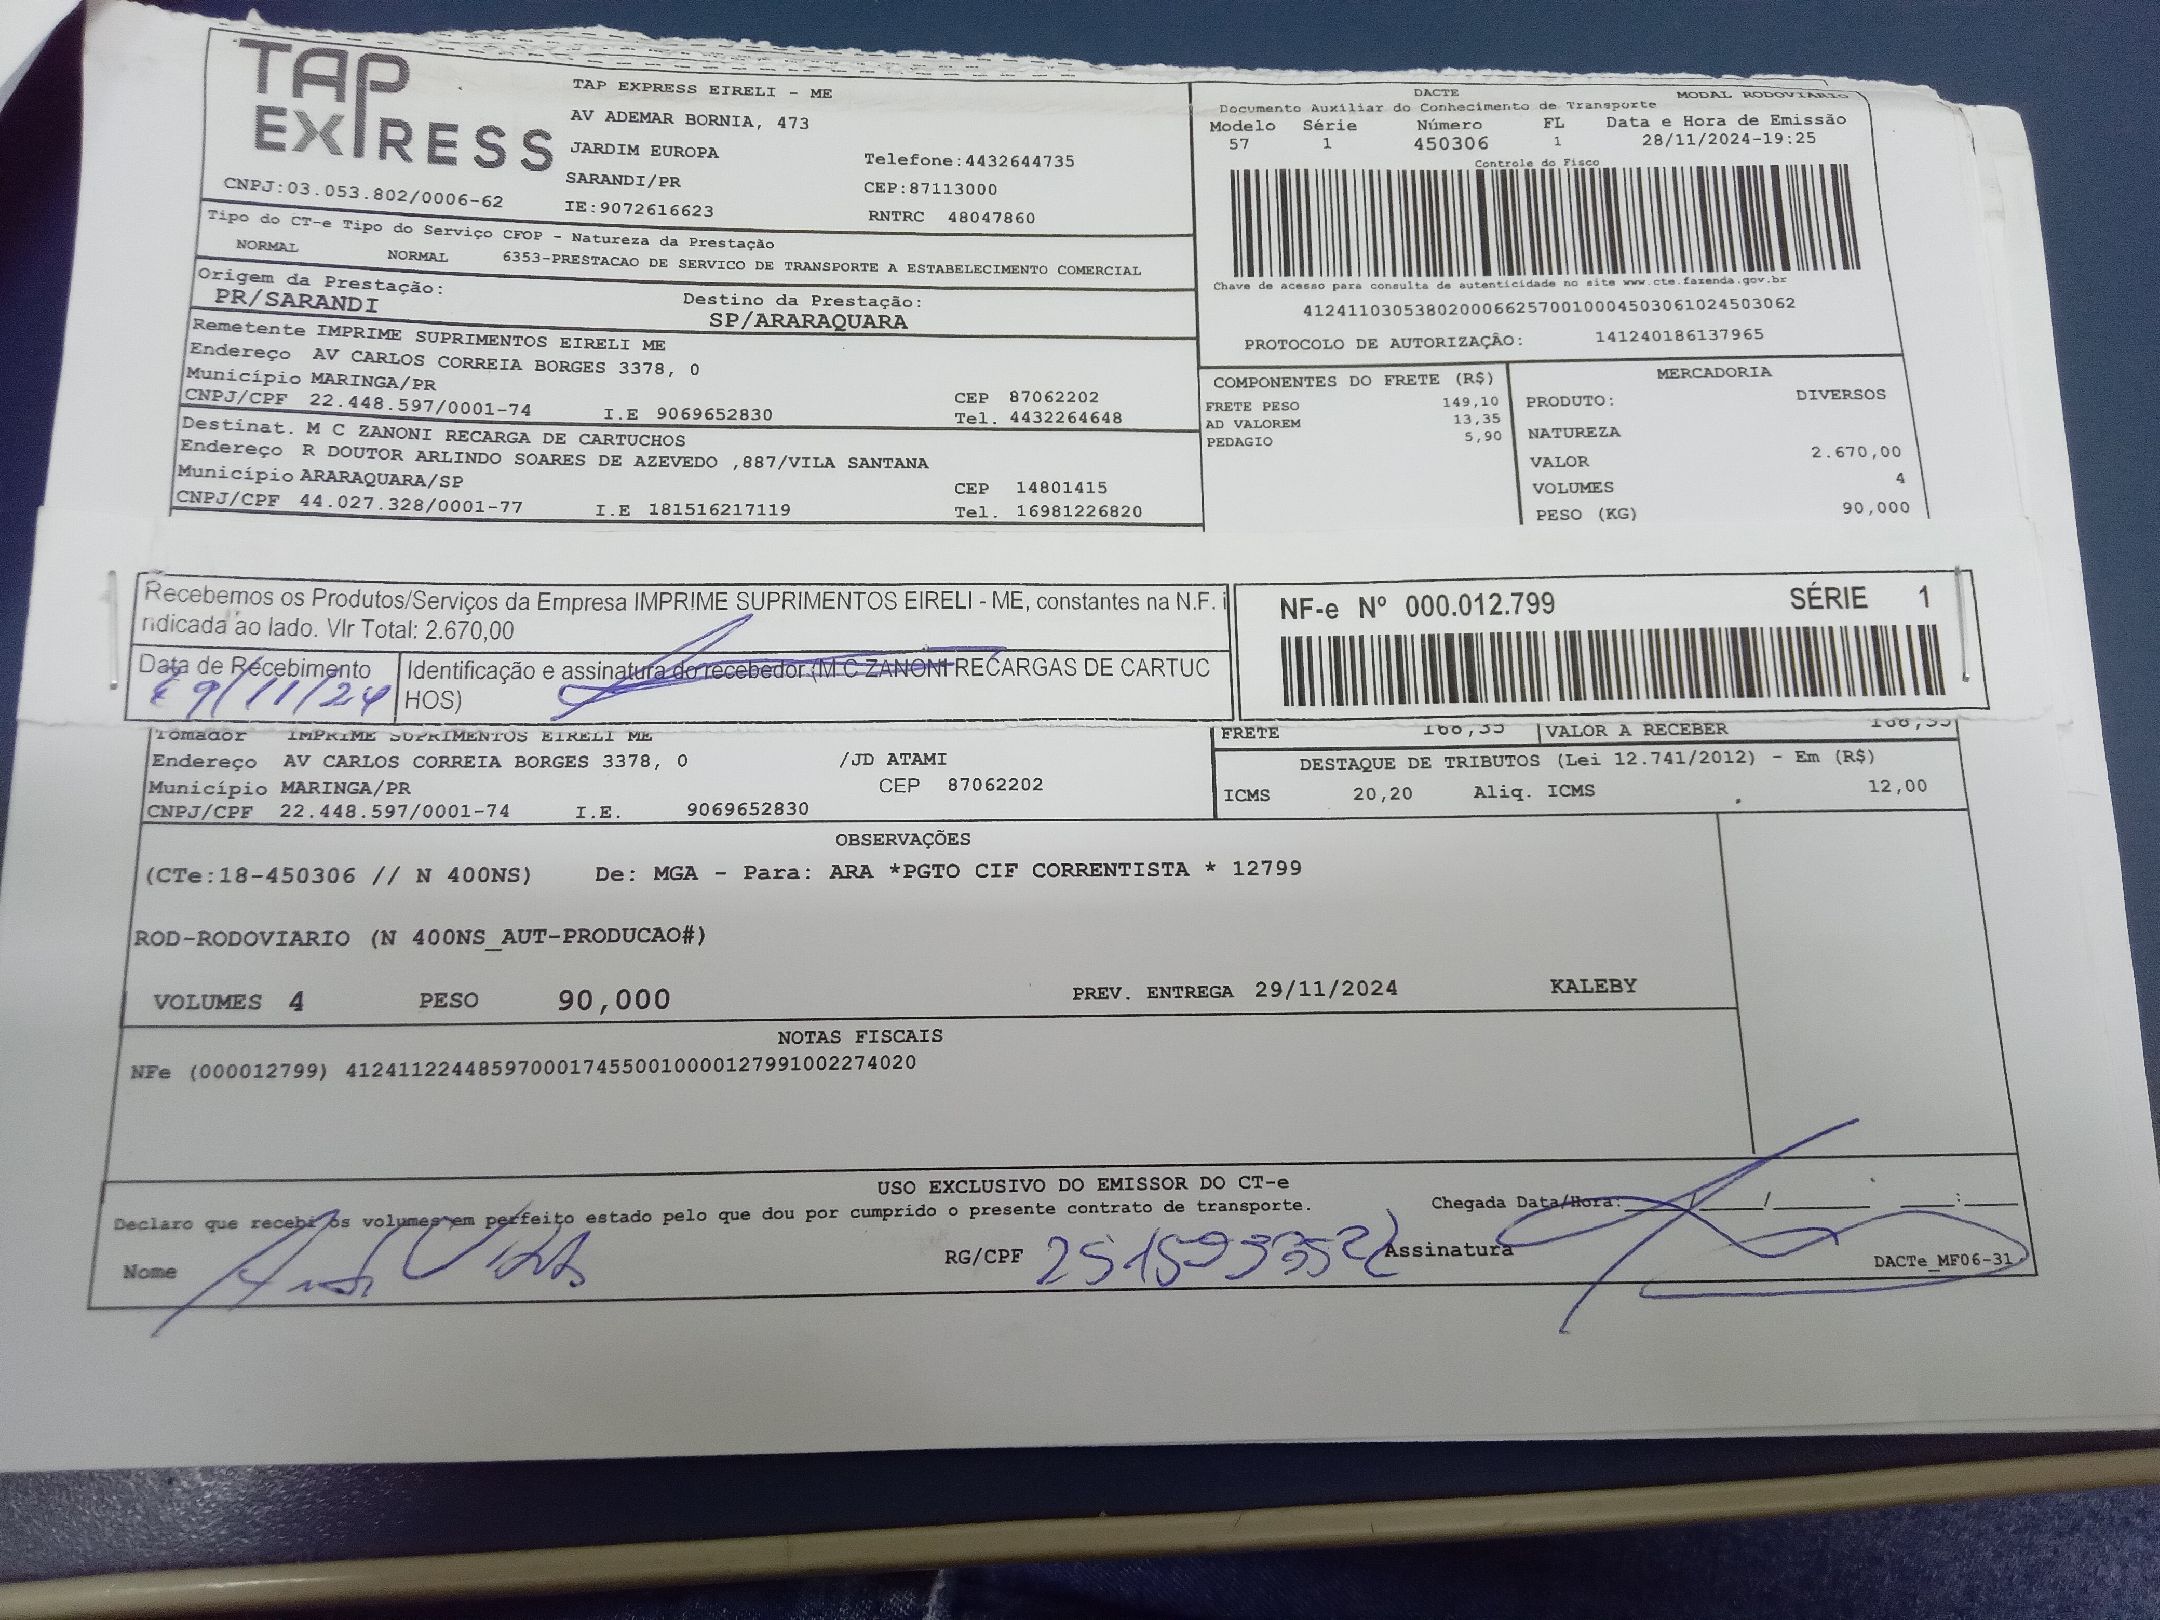 TAP EXPRESS
TAP EXPRESS EIRELI - ME
AV ADEMAR BORNIA, 473
JARDIM EUROPA Telefone:4432644735
SARANDI/PR CEP:87113000
CNPJ:03.053.802/0006-62 IE:9072616623 RNTRC 48047860
DACTE MODAL RODOVIARIO
Documento Auxiliar do Conhecimento de Transporte
Modelo Série Número FL Data e Hora de Emissão
57 1 450306 1 28/11/2024-19:25
Controle do Fisco
Chave de acesso para consulta de autenticidade no site www.cte.fazenda.gov.br
41241103053802000662570010004503061024503062
PROTOCOLO DE AUTORIZAÇÃO: 141240186137965
Tipo do CT-e Tipo do Serviço CFOP - Natureza da Prestação
NORMAL NORMAL 6353-PRESTACAO DE SERVICO DE TRANSPORTE A ESTABELECIMENTO COMERCIAL
Origem da Prestação: Destino da Prestação:
PR/SARANDI SP/ARARAQUARA
Remetente IMPRIME SUPRIMENTOS EIRELI ME
Endereço AV CARLOS CORREIA BORGES 3378, 0
Município MARINGA/PR CEP 87062202
CNPJ/CPF 22.448.597/0001-74 I.E 9069652830 Tel. 4432264648
Destinat. M C ZANONI RECARGA DE CARTUCHOS
Endereço R DOUTOR ARLINDO SOARES DE AZEVEDO ,887/VILA SANTANA
Município ARARAQUARA/SP CEP 14801415
CNPJ/CPF 44.027.328/0001-77 I.E 181516217119 Tel. 16981226820
COMPONENTES DO FRETE (R$)
FRETE PESO 149,10
AD VALOREM 13,35
PEDAGIO 5,90
MERCADORIA
PRODUTO: DIVERSOS
NATUREZA
VALOR 2.670,00
VOLUMES 4
PESO (KG) 90,000
Recebemos os Produtos/Serviços da Empresa IMPRIME SUPRIMENTOS EIRELI - ME, constantes na N.F. i
ndicada ao lado. Vlr Total: 2.670,00
Data de Recebimento
29/11/24
Identificação e assinatura do recebedor (M C ZANONI RECARGAS DE CARTUC
HOS)
NF-e Nº 000.012.799 SÉRIE 1
Tomador IMPRIME SUPRIMENTOS EIRELI ME
Endereço AV CARLOS CORREIA BORGES 3378, 0 /JD ATAMI
Município MARINGA/PR CEP 87062202
CNPJ/CPF 22.448.597/0001-74 I.E. 9069652830
FRETE 168,35 VALOR A RECEBER 168,35
DESTAQUE DE TRIBUTOS (Lei 12.741/2012) - Em (R$)
ICMS 20,20 Aliq. ICMS 12,00
OBSERVAÇÕES
(CTe:18-450306 // N 400NS) De: MGA - Para: ARA *PGTO CIF CORRENTISTA * 12799
ROD-RODOVIARIO (N 400NS_AUT-PRODUCAO#)
VOLUMES 4 PESO 90,000 PREV. ENTREGA 29/11/2024 KALEBY
NOTAS FISCAIS
NFe (000012799) 41241122448597000174550010000127991002274020
USO EXCLUSIVO DO EMISSOR DO CT-e
Declaro que recebi os volumes em perfeito estado pelo que dou por cumprido o presente contrato de transporte. Chegada Data/Hora:
Nome RG/CPF Assinatura
DACTe_MF06-31